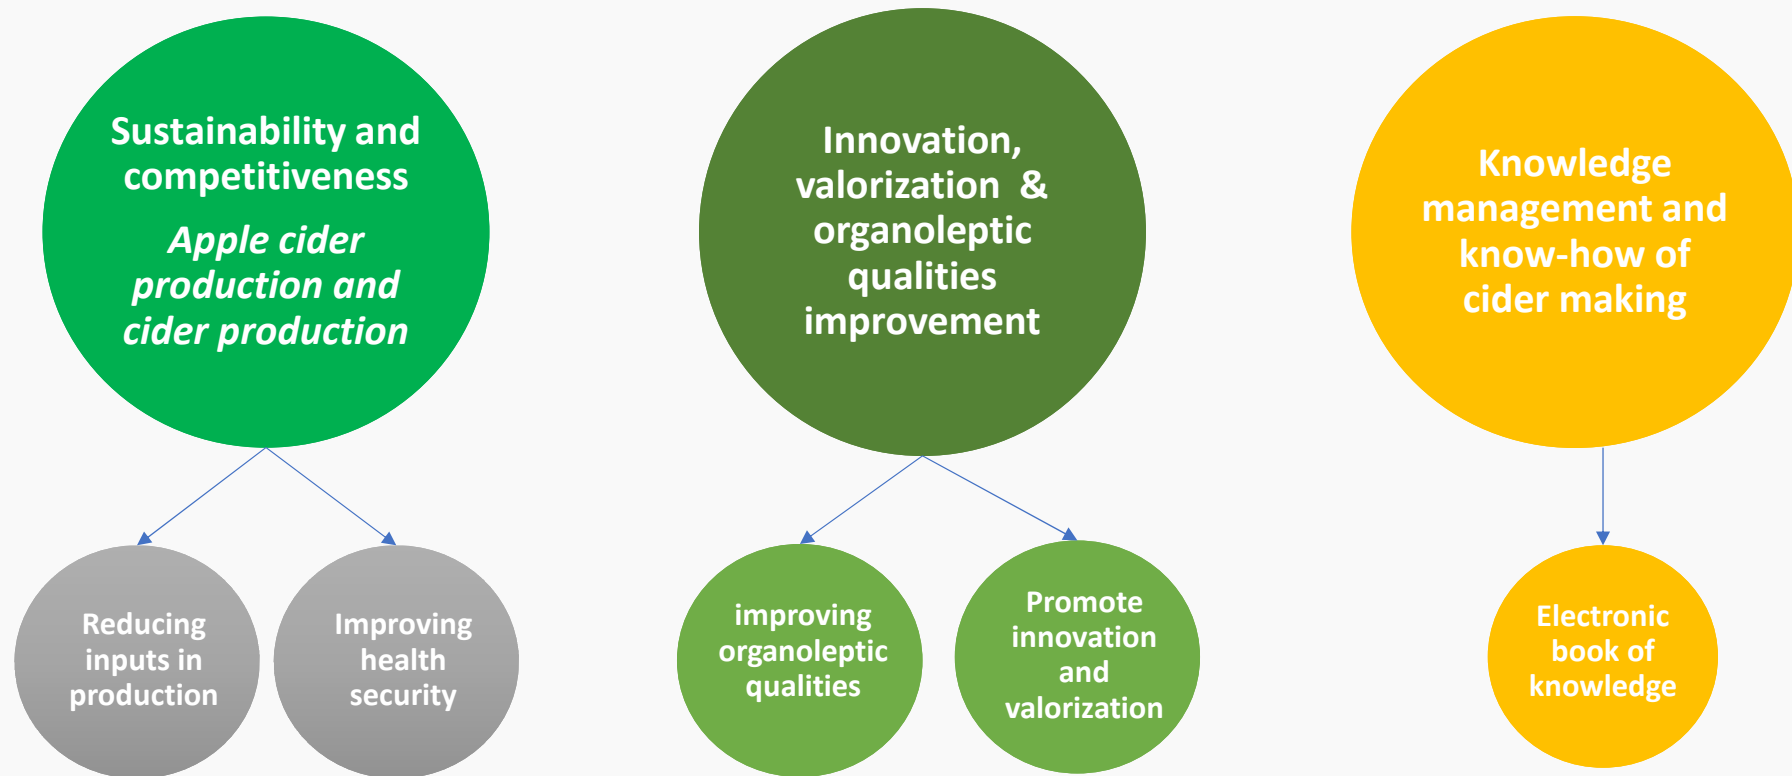 Sustainability and
competitiveness
Apple cider
production and
cider production
Innovation,
valorization  &
organoleptic
qualities
improvement
Knowledge
management and
know-how of
cider making
Reducing
inputs in
production
Improving
health
security
improving
organoleptic
qualities
Promote
innovation
and
valorization
Electronic
book of
knowledge